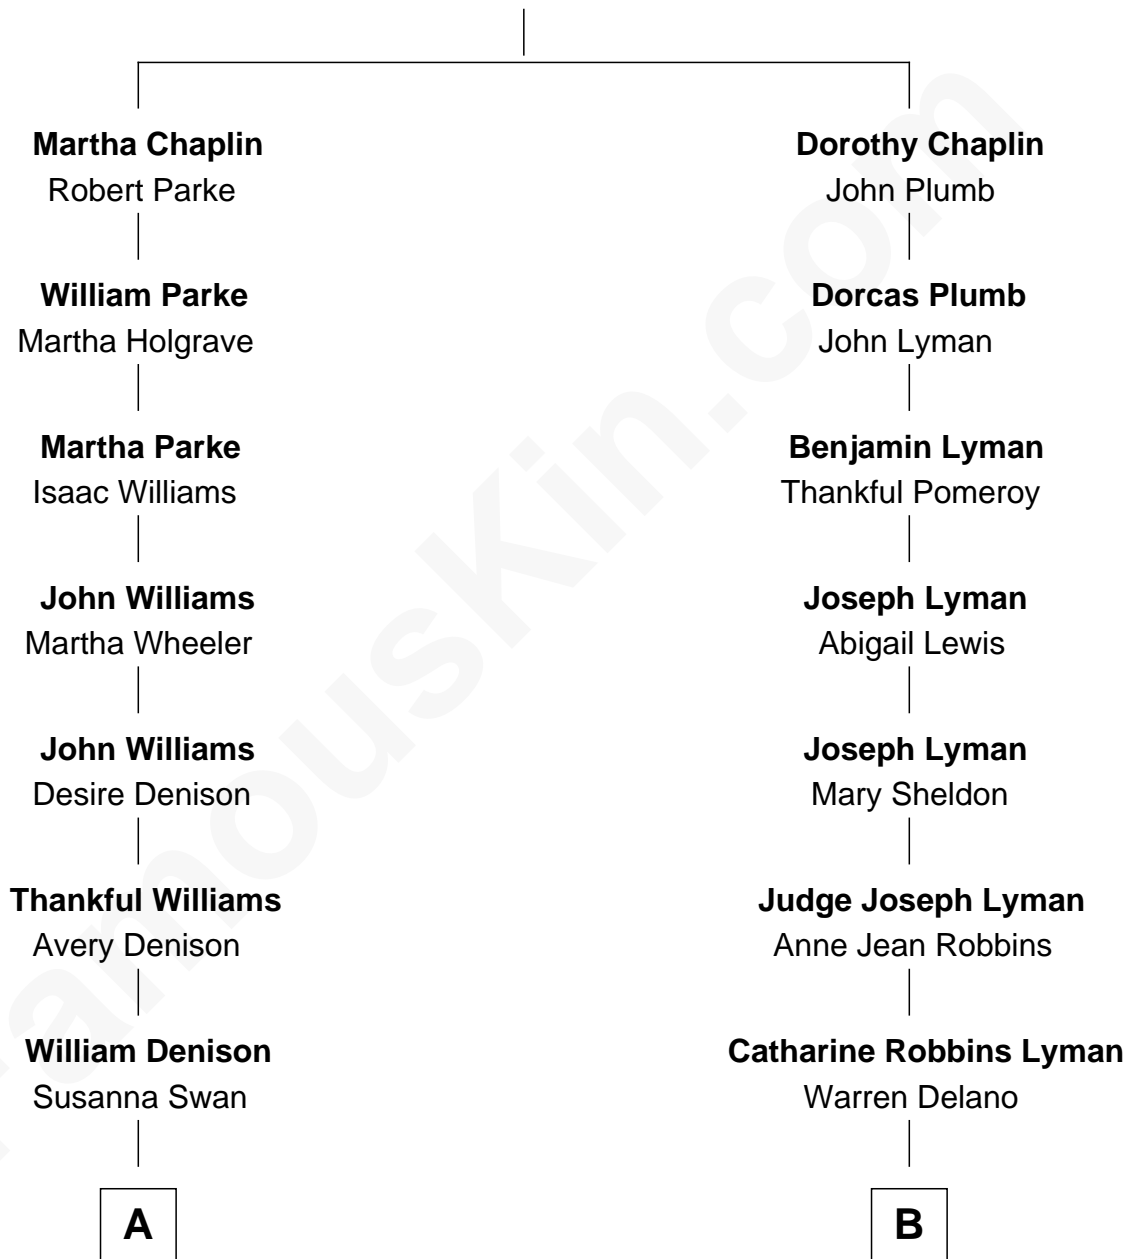 Martha Chaplin
Robert Parke
William Parke
Martha Holgrave
Martha Parke
Isaac Williams
John Williams
Martha Wheeler
John Williams
Desire Denison
Thankful Williams
Avery Denison
William Denison
Susanna Swan
A
Dorothy Chaplin
John Plumb
Dorcas Plumb
John Lyman
Benjamin Lyman
Thankful Pomeroy
Joseph Lyman
Abigail Lewis
Joseph Lyman
Mary Sheldon
Judge Joseph Lyman
Anne Jean Robbins
Catharine Robbins Lyman
Warren Delano
B
FamousKin.com